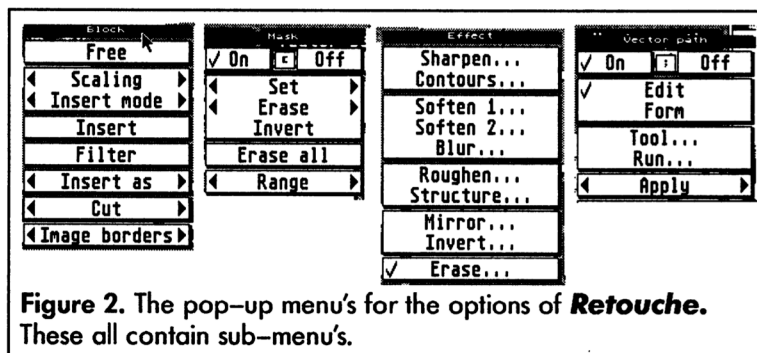 Block
Free
Scaling
Insert mode
Insert
Filter
Insert as
Cut
Image borders
Mask
√ On K Off
Set
Erase
Invert
Erase all
Range
Effect
Sharpen...
Contours...
Soften 1...
Soften 2...
Blur...
Roughen...
Structure...
Mirror...
Invert...
√ Erase...
Vector path
√ On ; Off
√ Edit
Form
Tool...
Run...
Apply
Figure 2. The pop–up menu's for the options of Retouche.
These all contain sub–menu's.